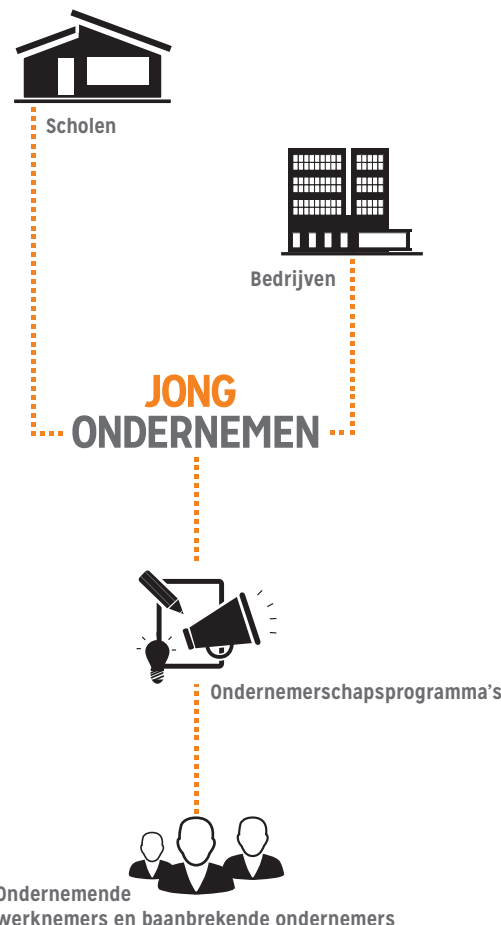 Scholen
Bedrijven
JONG
ONDERNEMEN
Ondernemerschapsprogramma's
Ondernemende
werknemers en baanbrekende ondernemers